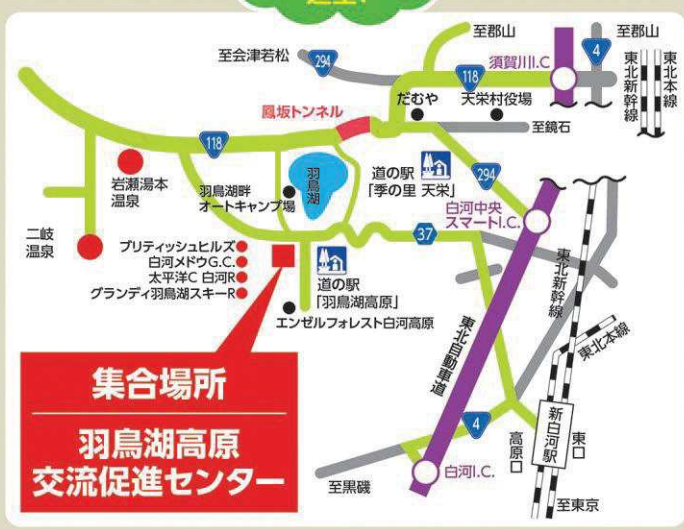 至会津若松
294
至郡山
118
須賀川I.C
4
至郡山
東北新幹線
東北本線
だむや
天栄村役場
至鏡石
鳳坂トンネル
118
岩瀬湯本
温泉
二岐
温泉
羽鳥湖畔
オートキャンプ場
羽鳥湖
道の駅
「季の里 天栄」
294
白河中央
スマートI.C.
37
ブリティッシュヒルズ
白河メドウG.C.
太平洋C 白河R
グランディ羽鳥湖スキーR
道の駅
「羽鳥湖高原」
エンゼルフォレスト白河高原
東北自動車道
東北新幹線
東北本線
集合場所
羽鳥湖高原
交流促進センター
4
高原口
新白河駅
東口
白河I.C.
至黒磯
至東京